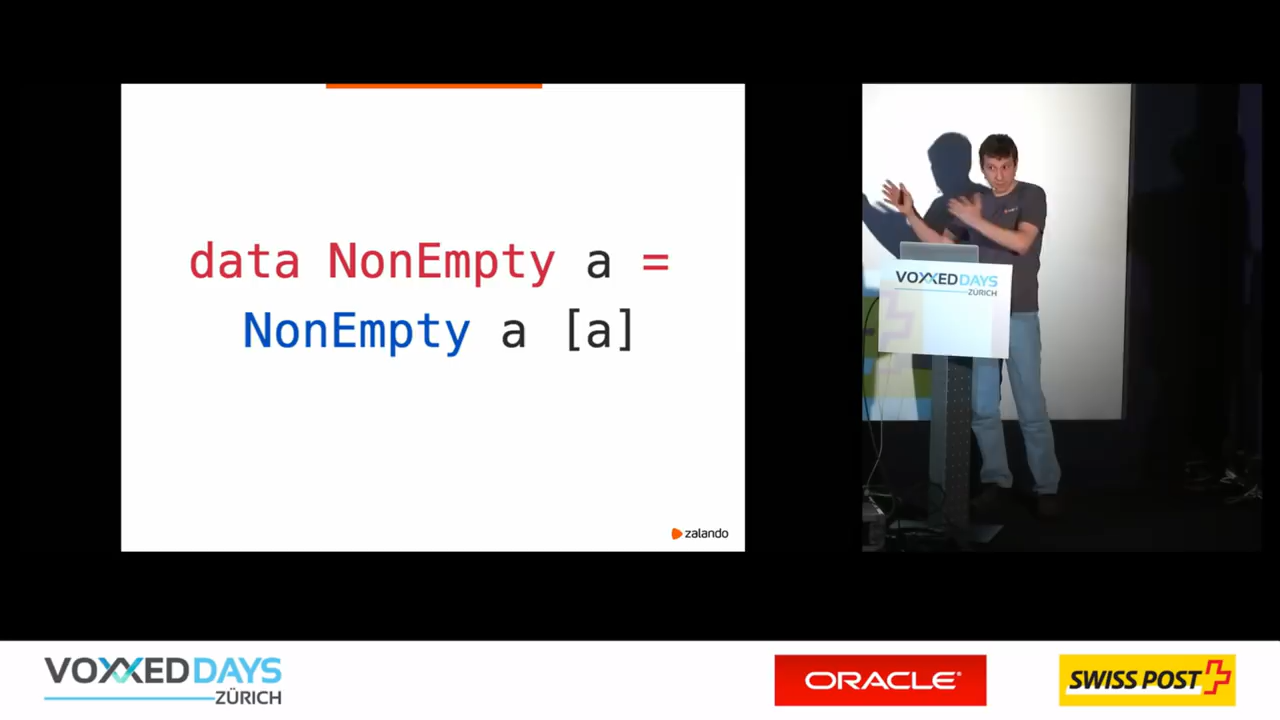 data NonEmpty a =
NonEmpty a [a]
zalando
VOXXED DAYS
ZÜRICH
VOXXED DAYS
ZÜRICH
ORACLE®
SWISS POST